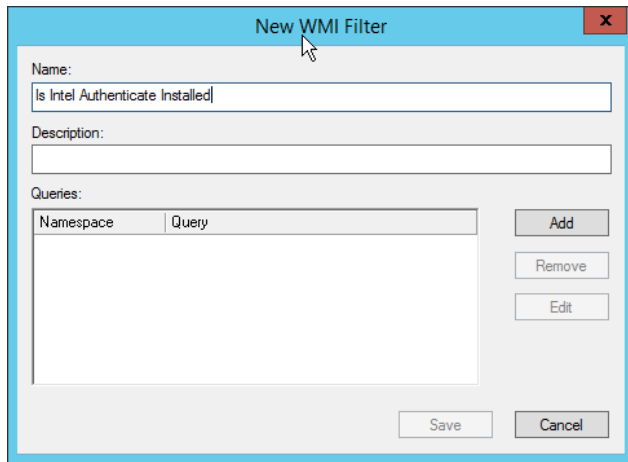 New WMI Filter
x
Name:
Is Intel Authenticate Installed
Description:
Queries:
Namespace Query
Add
Remove
Edit
Save Cancel